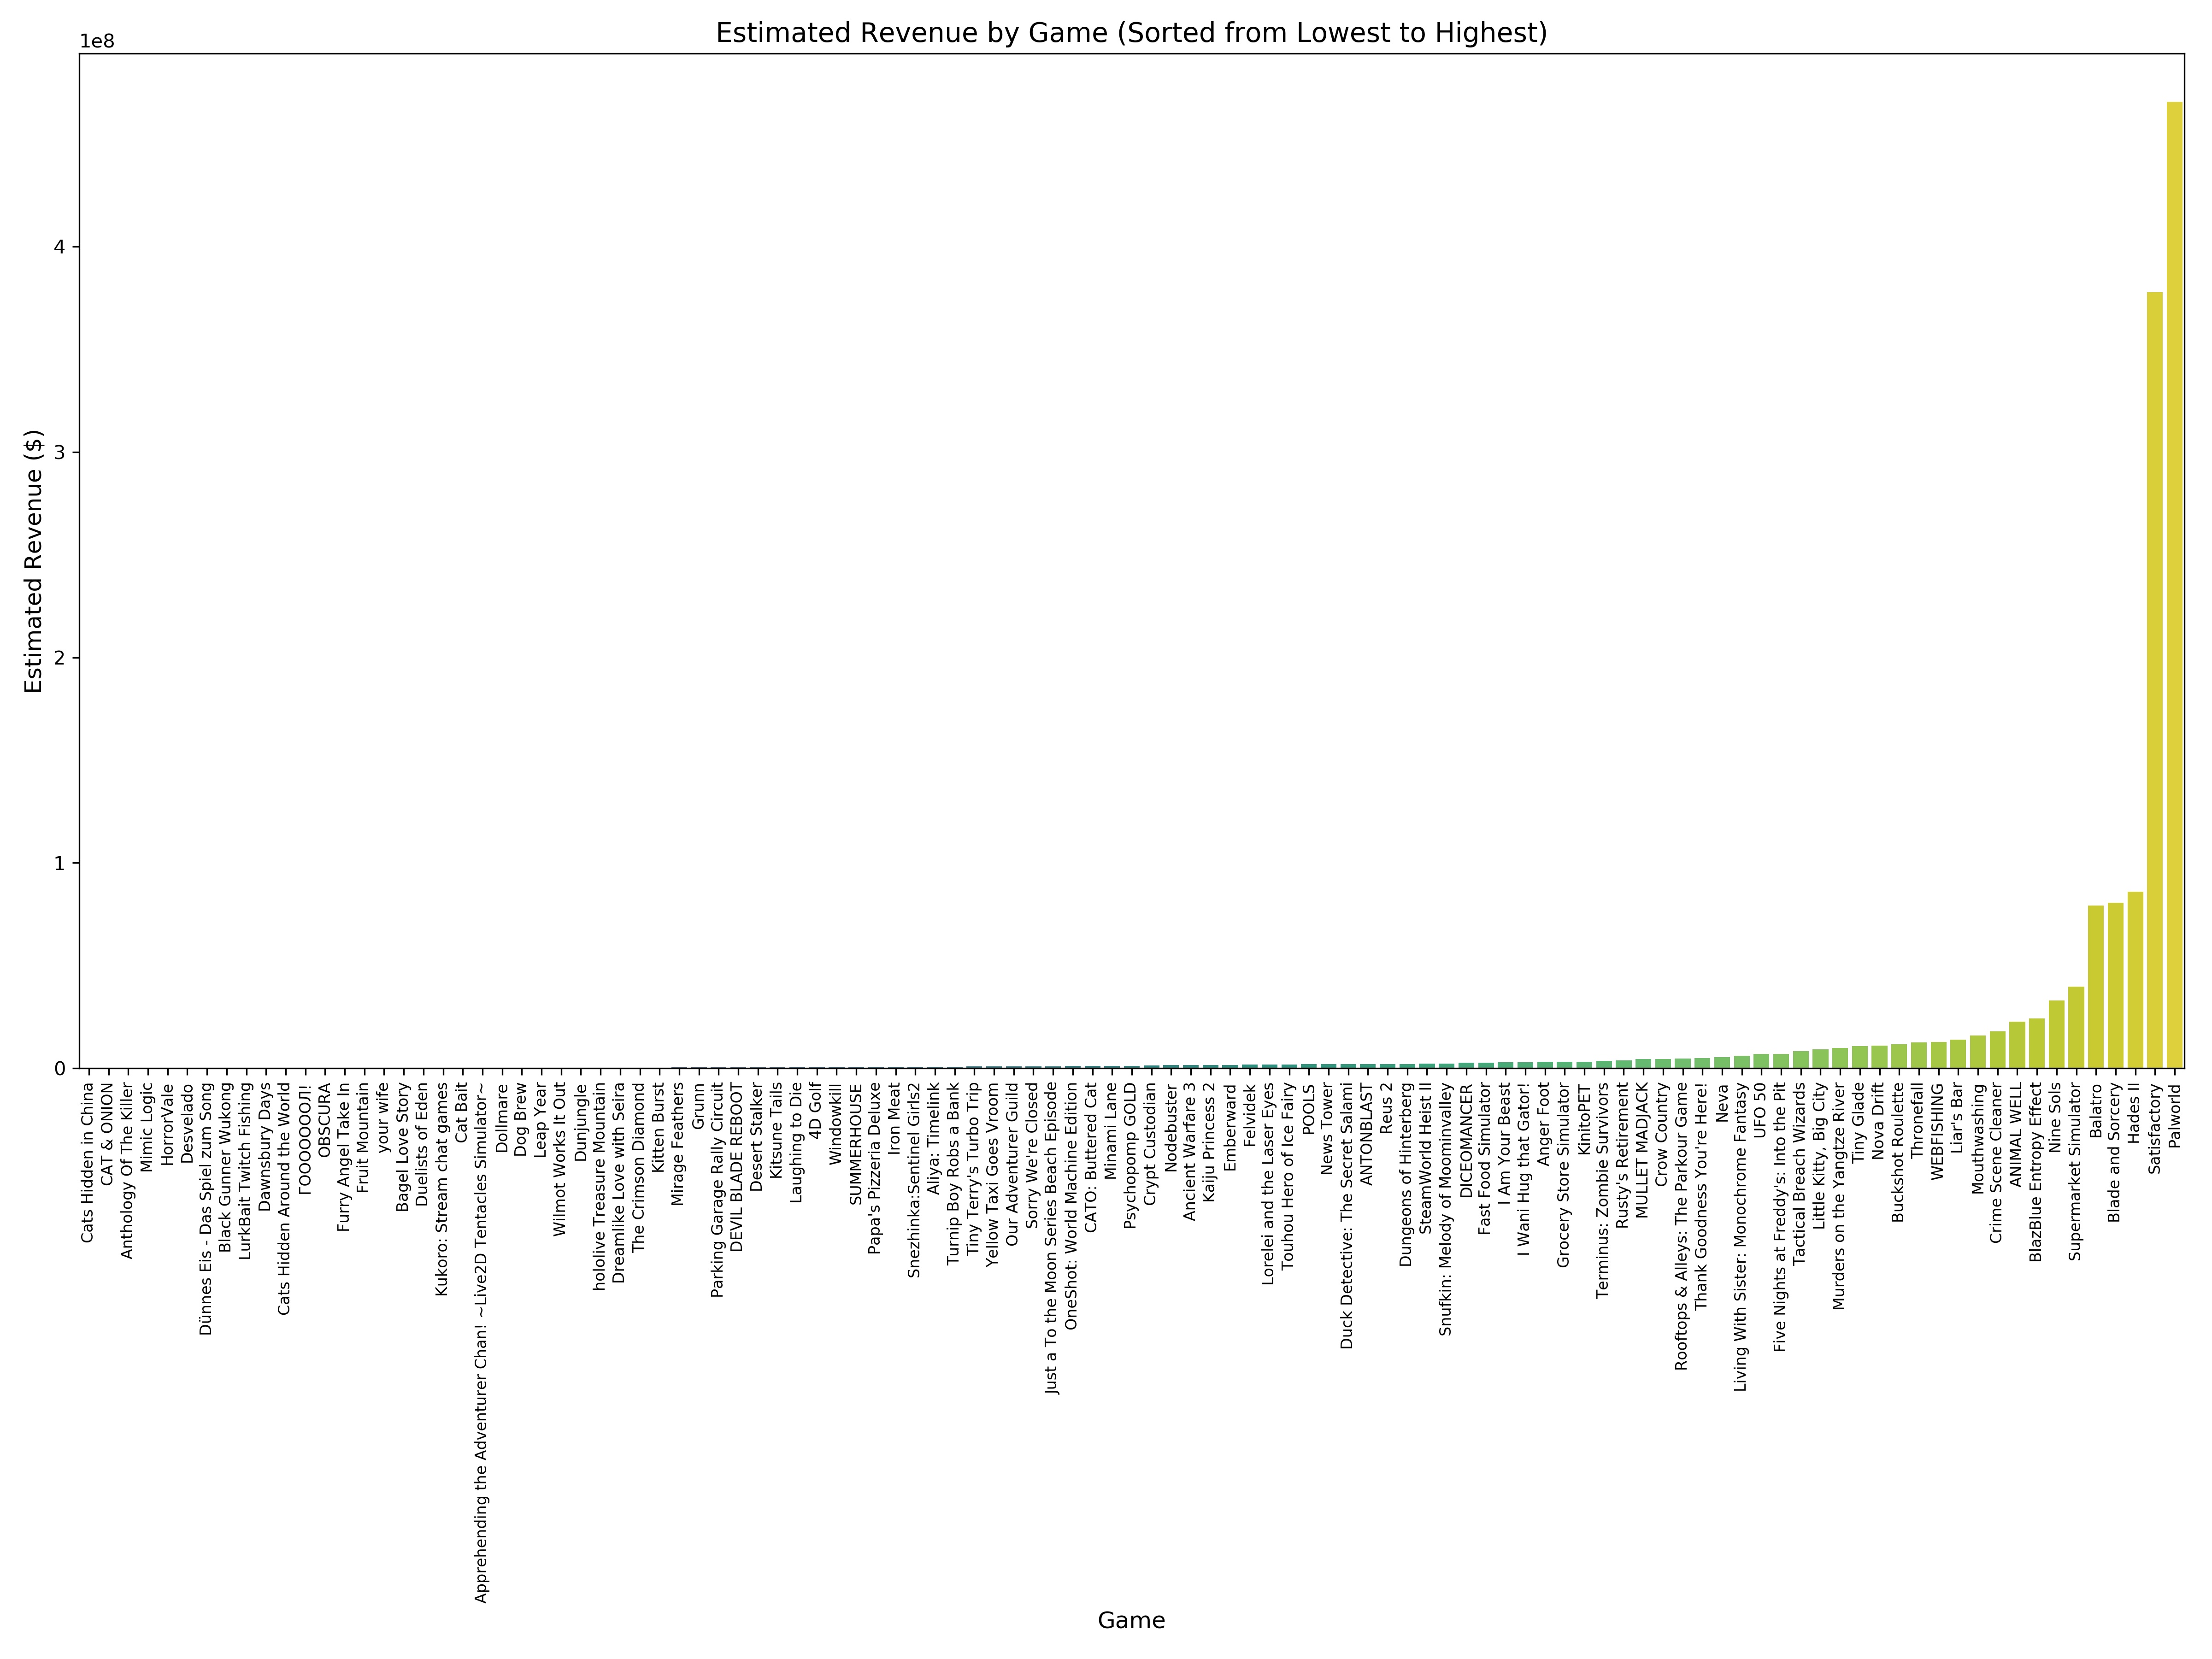 Estimated Revenue by Game (Sorted from Lowest to Highest)
1e8
Estimated Revenue ($)
4
3
2
1
0
Cats Hidden in China
CAT & ONION
Anthology Of The Killer
Mimic Logic
HorrorVale
Desvelado
Dünnes Eis - Das Spiel zum Song
Black Gunner Wukong
LurkBait Twitch Fishing
Dawnsbury Days
Cats Hidden Around the World
ГОООООООЛ!
OBSCURA
Furry Angel Take In
Fruit Mountain
your wife
Bagel Love Story
Duelists of Eden
Kukoro: Stream chat games
Cat Bait
Apprehending the Adventurer Chan! ~Live2D Tentacles Simulator~
Dollmare
Dog Brew
Leap Year
Wilmot Works It Out
Dunjungle
hololive Treasure Mountain
Dreamlike Love with Seira
The Crimson Diamond
Kitten Burst
Mirage Feathers
Grunn
Parking Garage Rally Circuit
DEVIL BLADE REBOOT
Desert Stalker
Kitsune Tails
Laughing to Die
4D Golf
Windowkill
SUMMERHOUSE
Papa's Pizzeria Deluxe
Iron Meat
Snezhinka:Sentinel Girls2
Aliya: Timelink
Turnip Boy Robs a Bank
Tiny Terry's Turbo Trip
Yellow Taxi Goes Vroom
Our Adventurer Guild
Sorry We're Closed
Just a To the Moon Series Beach Episode
OneShot: World Machine Edition
CATO: Buttered Cat
Minami Lane
Psychopomp GOLD
Crypt Custodian
Nodebuster
Ancient Warfare 3
Kaiju Princess 2
Emberward
Felvidek
Lorelei and the Laser Eyes
Touhou Hero of Ice Fairy
POOLS
News Tower
Duck Detective: The Secret Salami
ANTONBLAST
Reus 2
Dungeons of Hinterberg
SteamWorld Heist II
Snufkin: Melody of Moominvalley
DICEOMANCER
Fast Food Simulator
I Am Your Beast
I Wani Hug that Gator!
Anger Foot
Grocery Store Simulator
KinitoPET
Terminus: Zombie Survivors
Rusty's Retirement
MULLET MADJACK
Crow Country
Rooftops & Alleys: The Parkour Game
Thank Goodness You're Here!
Neva
Living With Sister: Monochrome Fantasy
UFO 50
Five Nights at Freddy's: Into the Pit
Tactical Breach Wizards
Little Kitty, Big City
Murders on the Yangtze River
Tiny Glade
Nova Drift
Buckshot Roulette
Thronefall
WEBFISHING
Liar's Bar
Mouthwashing
Crime Scene Cleaner
ANIMAL WELL
BlazBlue Entropy Effect
Nine Sols
Supermarket Simulator
Balatro
Blade and Sorcery
Hades II
Satisfactory
Palworld
Game